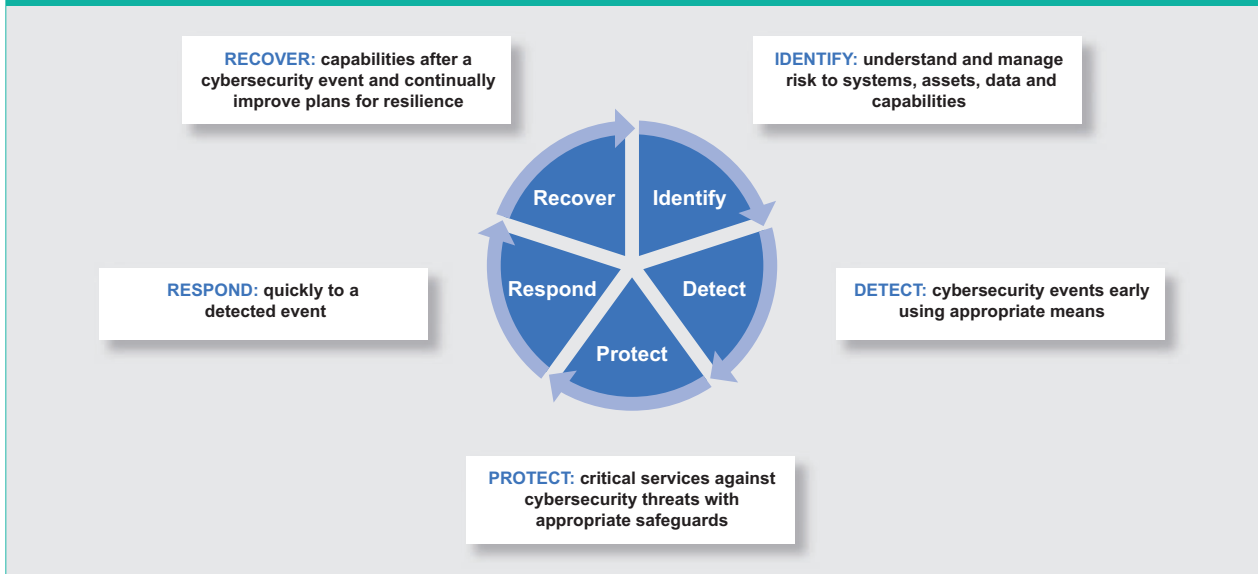 RECOVER: capabilities after a
cybersecurity event and continually
improve plans for resilience
IDENTIFY: understand and manage
risk to systems, assets, data and
capabilities
Recover
Identify
Respond
Detect
Protect
RESPOND: quickly to a
detected event
DETECT: cybersecurity events early
using appropriate means
PROTECT: critical services against
cybersecurity threats with
appropriate safeguards